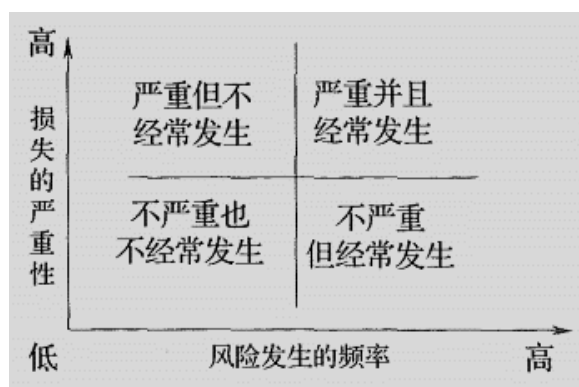 高
严重但不
经常发生
严重并且
经常发生
损失的严重性
不严重也
不经常发生
不严重
但经常发生
低
风险发生的频率
高